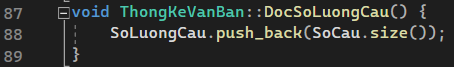 87 void ThongKeVanBan::DocSoLuongCau() {
88 SoLuongCau.push_back(SoCau.size());
89 }